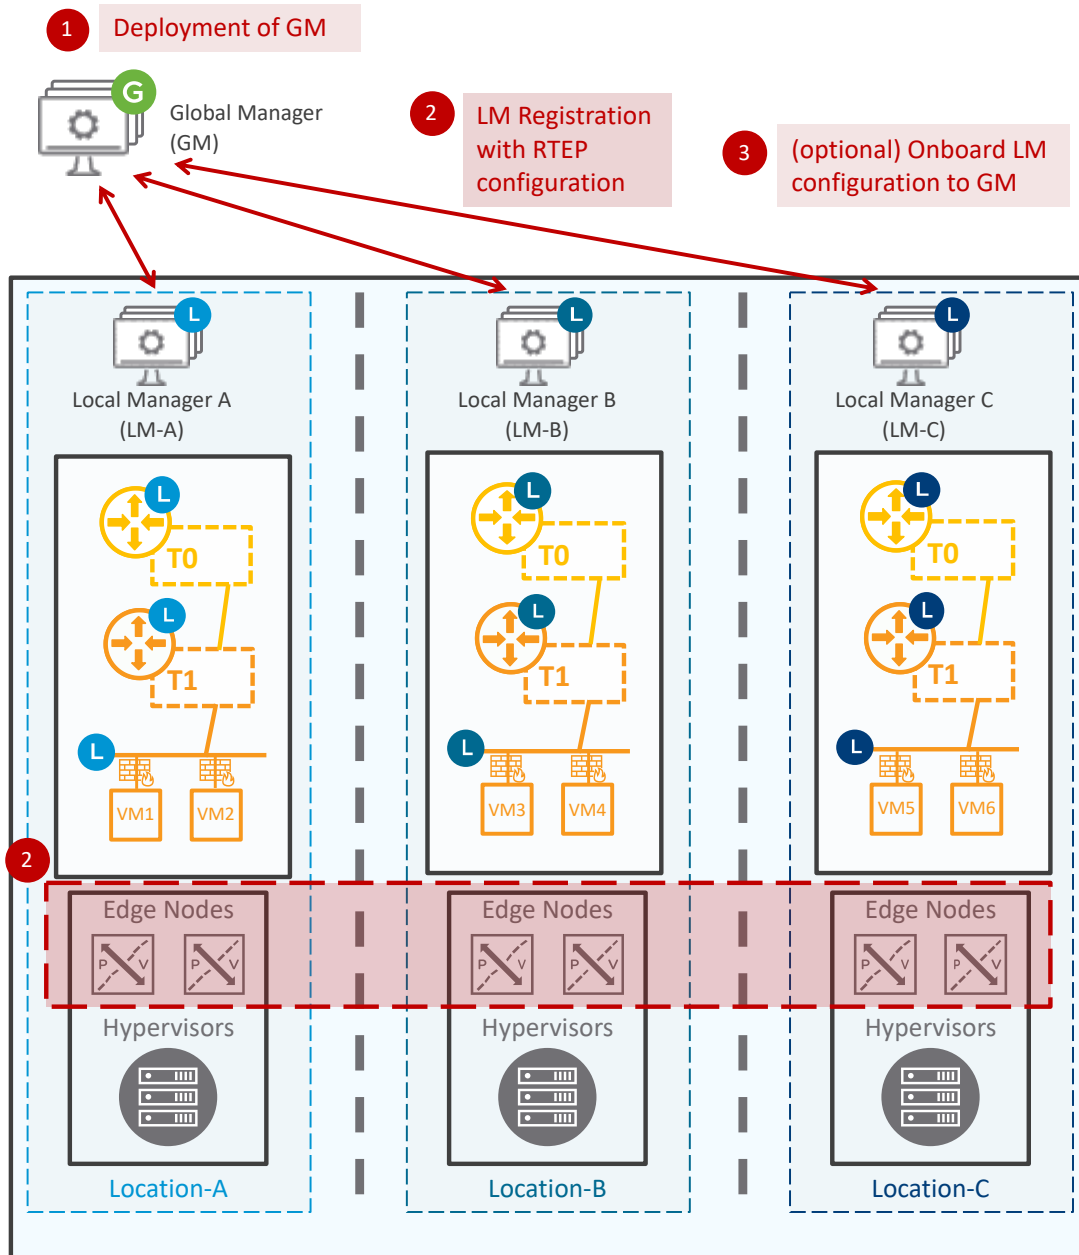 1
Deployment of GM
G
Global Manager
(GM)
2
LM Registration
with RTEP
configuration
3
(optional) Onboard LM
configuration to GM
L
Local Manager A
(LM-A)
L
Local Manager B
(LM-B)
L
Local Manager C
(LM-C)
L
T0
L
T1
L
VM1
VM2
L
T0
L
T1
L
VM3
VM4
L
T0
L
T1
L
VM5
VM6
2
Edge Nodes
P V
P V
Edge Nodes
P V
P V
Edge Nodes
P V
P V
Hypervisors
Hypervisors
Hypervisors
Location-A
Location-B
Location-C